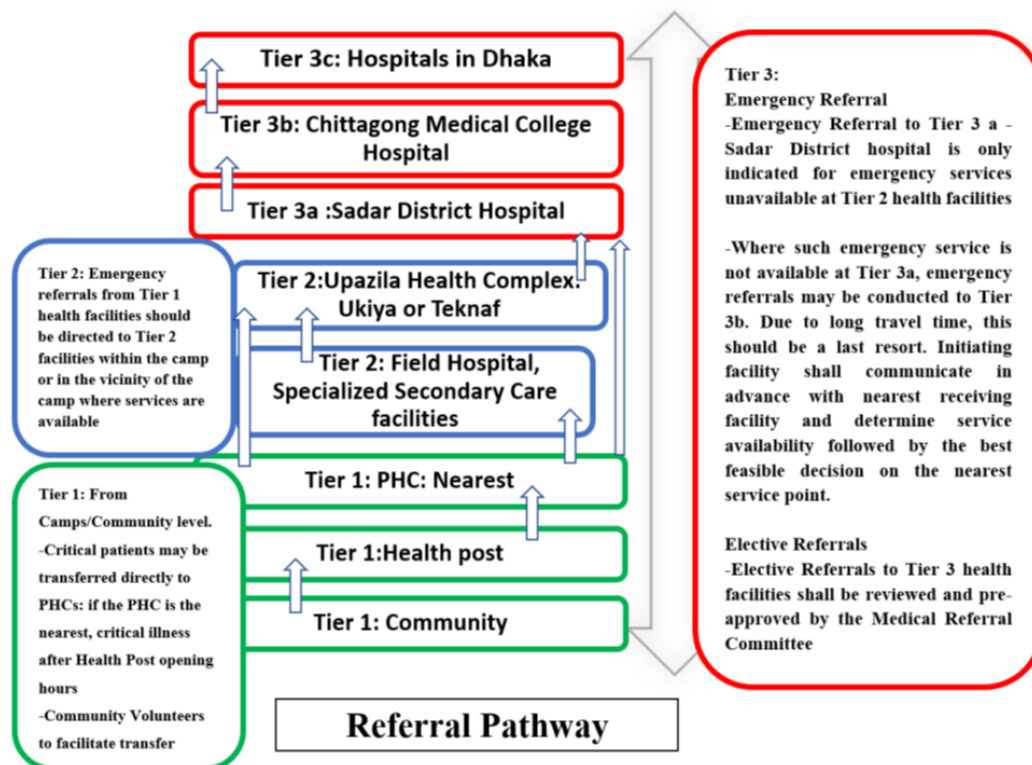 Tier 3c: Hospitals in Dhaka
Tier 3b: Chittagong Medical College
Hospital
Tier 3a :Sadar District Hospital
Tier 2:Upazila Health Complex:
Ukiya or Teknaf
Tier 2: Field Hospital,
Specialized Secondary Care
facilities
Tier 1: PHC: Nearest
Tier 1:Health post
Tier 1: Community
Tier 2: Emergency
referrals from Tier 1
health facilities should
be directed to Tier 2
facilities within the camp
or in the vicinity of the
camp where services are
available
Tier 1: From
Camps/Community level.
-Critical patients may be
transferred directly to
PHCs: if the PHC is the
nearest, critical illness
after Health Post opening
hours
-Community Volunteers
to facilitate transfer
Tier 3:
Emergency Referral
-Emergency Referral to Tier 3 a -
Sadar District hospital is only
indicated for emergency services
unavailable at Tier 2 health facilities
-Where such emergency service is
not available at Tier 3a, emergency
referrals may be conducted to Tier
3b. Due to long travel time, this
should be a last resort. Initiating
facility shall communicate in
advance with nearest receiving
facility and determine service
availability followed by the best
feasible decision on the nearest
service point.
Elective Referrals
-Elective Referrals to Tier 3 health
facilities shall be reviewed and pre-
approved by the Medical Referral
Committee
Referral Pathway